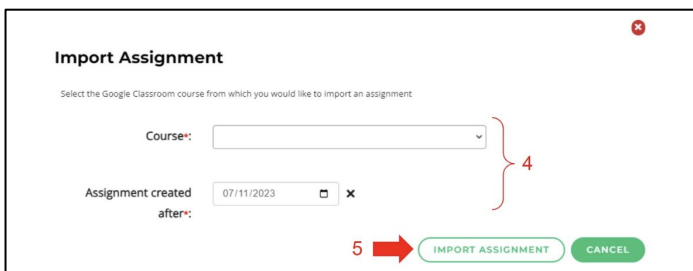 Import Assignment
Select the Google Classroom course from which you would like to import an assignment
Course*:
4
Assignment created
after*:
07/11/2023
5
IMPORT ASSIGNMENT
CANCEL